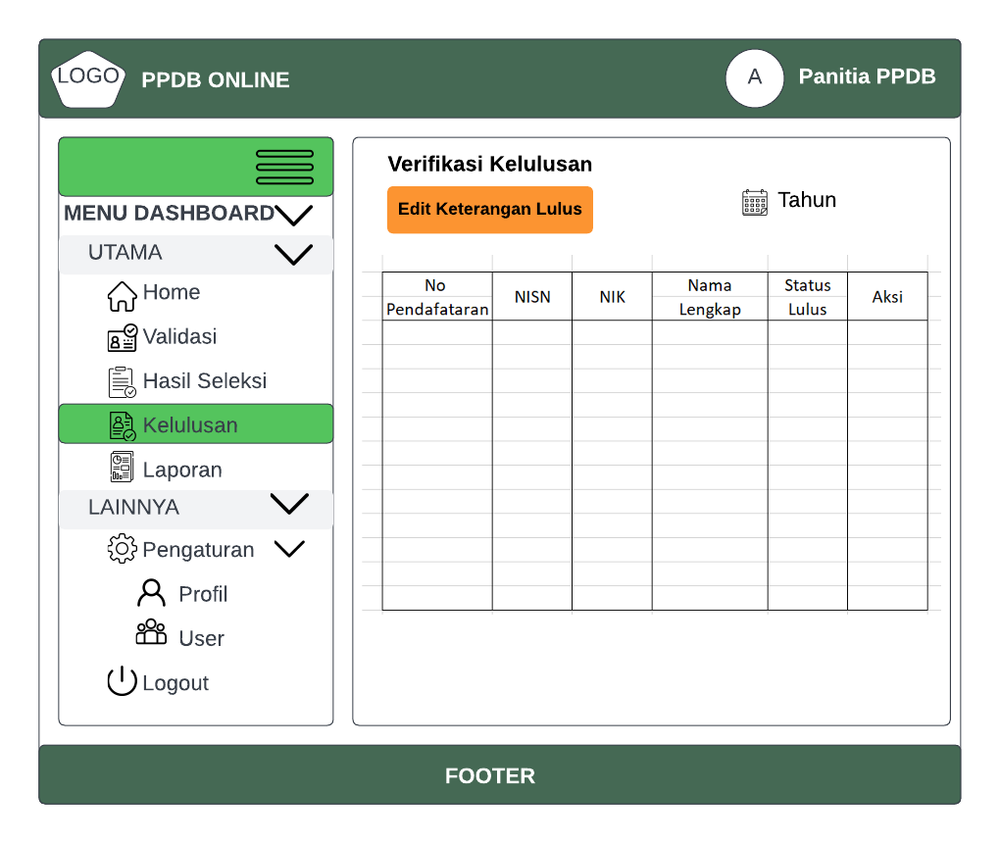 LOGO
PPDB ONLINE
A
Panitia PPDB
MENU DASHBOARD
UTAMA
Home
Validasi
Hasil Seleksi
Kelulusan
Laporan
LAINNYA
Pengaturan
Profil
User
Logout
Verifikasi Kelulusan
Edit Keterangan Lulus
Tahun
No
Pendafataran
NISN
NIK
Nama
Lengkap
Status
Lulus
Aksi
FOOTER